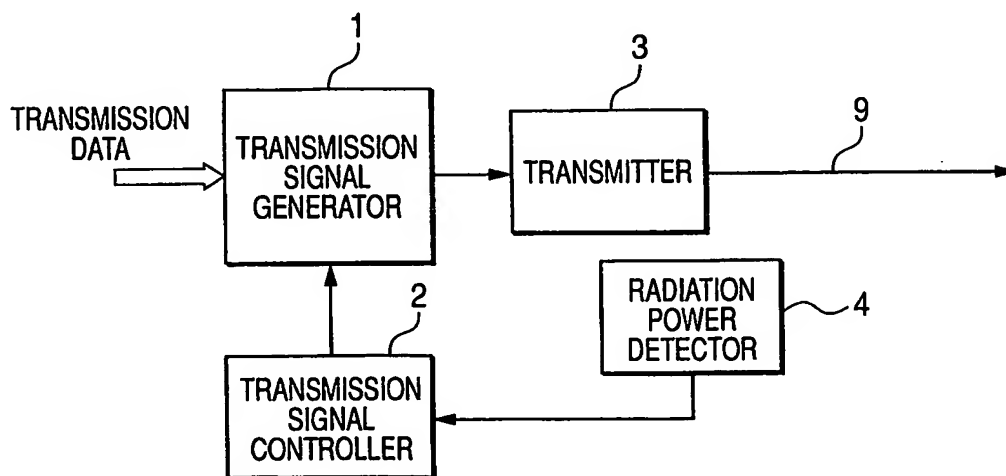 1
3
TRANSMISSION
DATA
9
TRANSMISSION
SIGNAL
GENERATOR
TRANSMITTER
2
RADIATION
POWER
DETECTOR
4
TRANSMISSION
SIGNAL
CONTROLLER